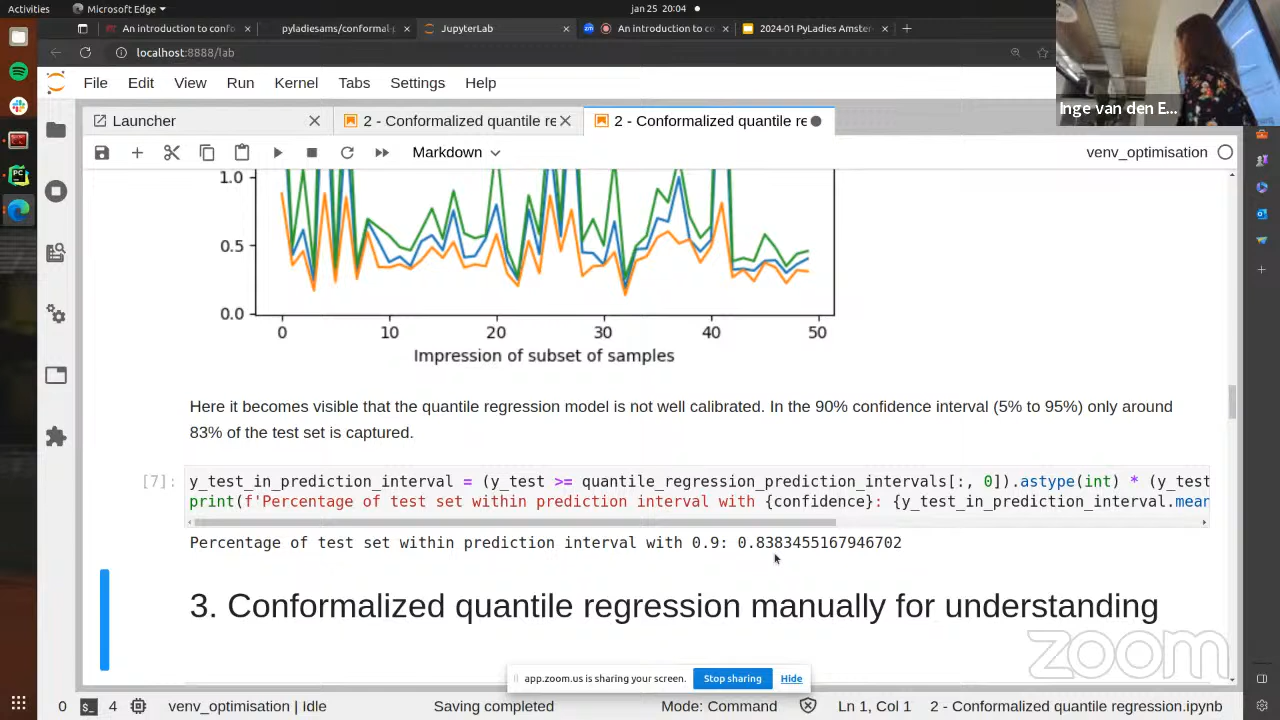 Activities
Microsoft Edge
jan 25 20:04
An introduction to confo
pyladiesams/conformal
JupyterLab
An introduction to c
2024-01 PyLadies Amster
localhost:8888/lab
Inge van den E...
File Edit View Run Kernel Tabs Settings Help
Launcher
2 - Conformalized quantile re
2 - Conformalized quantile re
Markdown
venv_optimisation
1.0
0.5
0.0
0 10 20 30 40 50
Impression of subset of samples
Here it becomes visible that the quantile regression model is not well calibrated. In the 90% confidence interval (5% to 95%) only around
83% of the test set is captured.
[7]:
y_test_in_prediction_interval = (y_test >= quantile_regression_prediction_intervals[:, 0]).astype(int) * (y_test
print(f'Percentage of test set within prediction interval with {confidence}: {y_test_in_prediction_interval.mean
Percentage of test set within prediction interval with 0.9: 0.8383455167946702
3. Conformalized quantile regression manually for understanding
zoom
app.zoom.us is sharing your screen. Stop sharing Hide
0 4 venv_optimisation | Idle Saving completed Mode: Command Ln 1, Col 1 2 - Conformalized quantile regression.ipynb